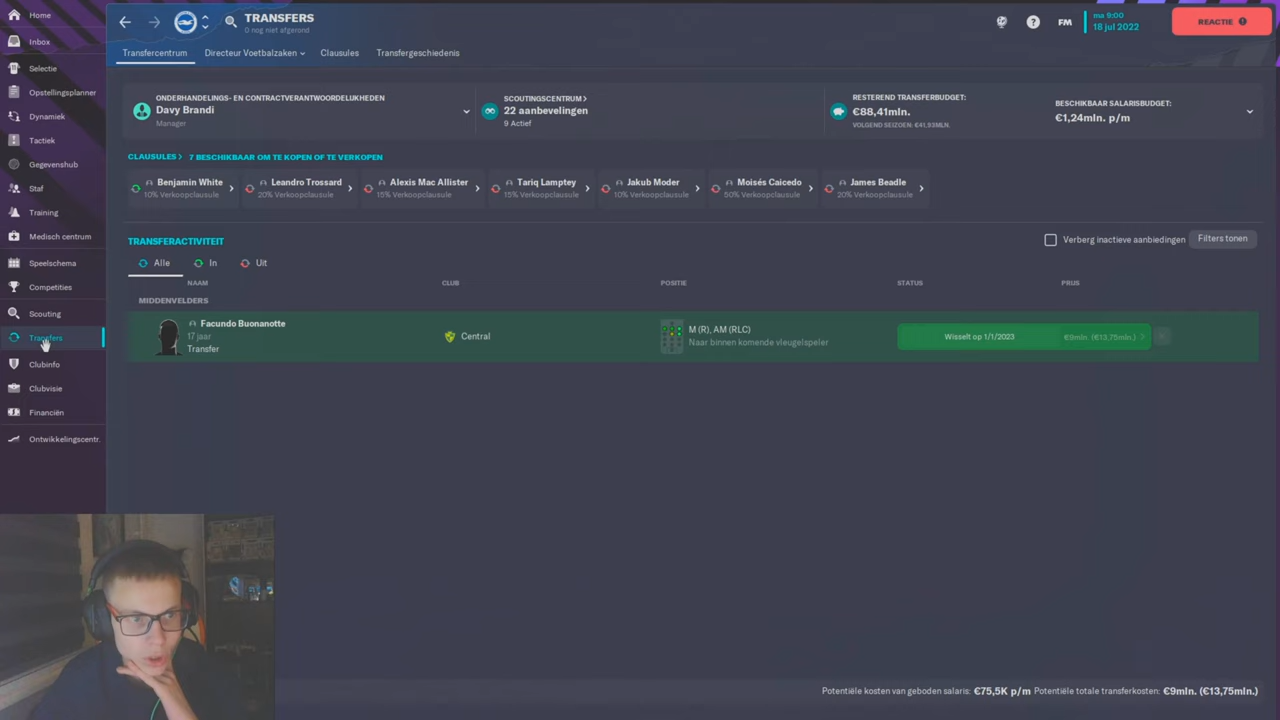 Home
TRANSFERS
0 nog niet afgerond
FM
ma 9:00
18 jul 2022
REACTIE
Inbox
Selectie
Opstellingsplanner
Dynamiek
Tactiek
Gegevenshub
Staf
Training
Medisch centrum
Speelschema
Competities
Scouting
Transfers
Clubinfo
Clubvisie
Financiën
Ontwikkelingscentr.
Transfercentrum
Directeur Voetbalzaken
Clausules
Transfergeschiedenis
ONDERHANDELINGS- EN CONTRACTVERANTWOORDELIJKHEDEN
Davy Brandi
Manager
SCOUTINGSCENTRUM >
22 aanbevelingen
9 Actief
RESTEREND TRANSFERBUDGET:
€88,41mln.
VOLGEND SEIZOEN: €41,93MLN.
BESCHIKBAAR SALARISBUDGET:
€1,24mln. p/m
CLAUSULES > 7 BESCHIKBAAR OM TE KOPEN OF TE VERKOPEN
Benjamin White
10% Verkoopclausule
Leandro Trossard
20% Verkoopclausule
Alexis Mac Allister
15% Verkoopclausule
Tariq Lamptey
15% Verkoopclausule
Jakub Moder
10% Verkoopclausule
Moisés Caicedo
50% Verkoopclausule
James Beadle
20% Verkoopclausule
TRANSFERACTIVITEIT
Verberg inactieve aanbiedingen
Filters tonen
Alle In Uit
NAAM CLUB POSITIE STATUS PRIJS
MIDDENVELDERS
Facundo Buonanotte
17 jaar
Transfer
Central
M (R), AM (RLC)
Naar binnen komende vleugelspeler
Wisselt op 1/1/2023
€9mln. (€13,75mln.)
Potentiële kosten van geboden salaris: €75,5K p/m Potentiële totale transferkosten: €9mln. (€13,75mln.)